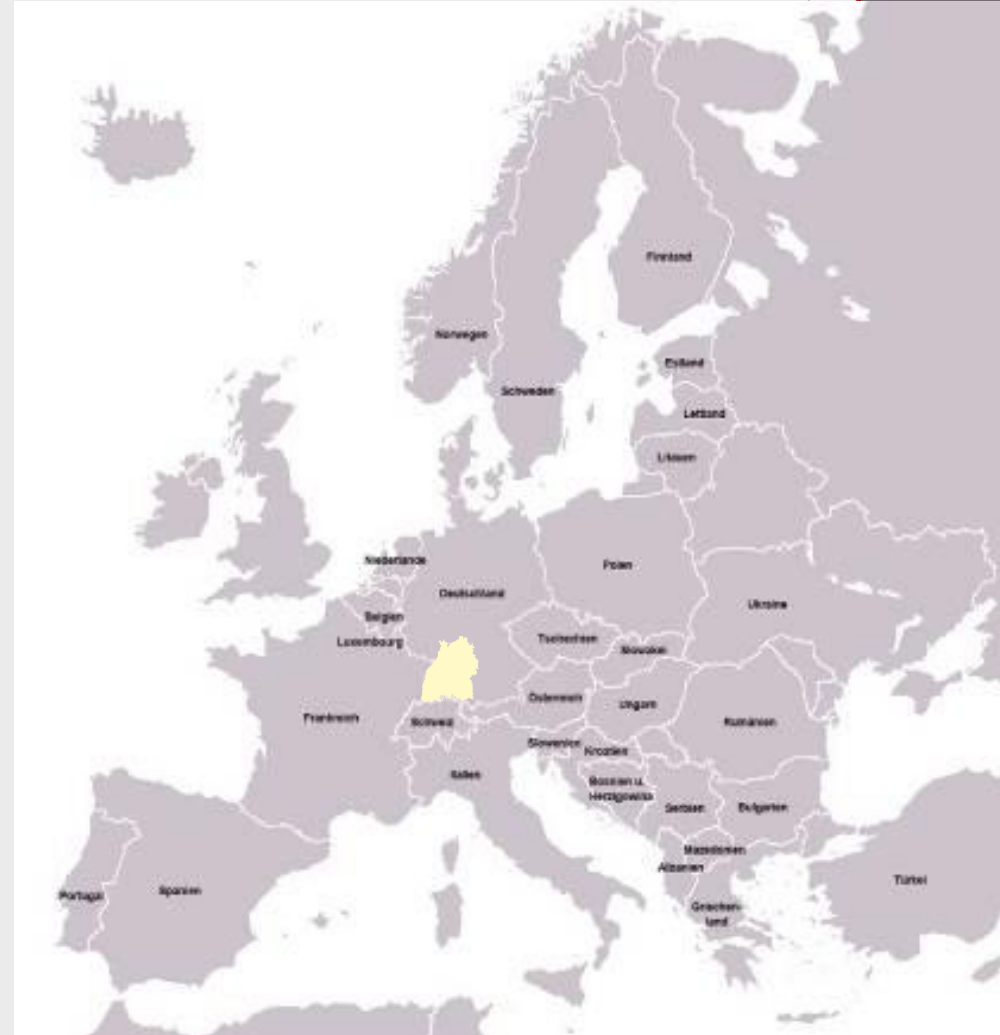 Finnland
Norwegen
Estland
Schweden
Lettland
Litauen
Niederlande
Polen
Deutschland
Ukraine
Belgien
Tschechien
Luxembourg
Slowakei
Österreich
Ungarn
Frankreich
Schweiz
Rumänien
Slowenien
Kroatien
Italien
Bosnien u.
Herzigowina
Serbien
Bulgarien
Mazedonien
Albanien
Türkei
Spanien
Portugal
Griechen-
land